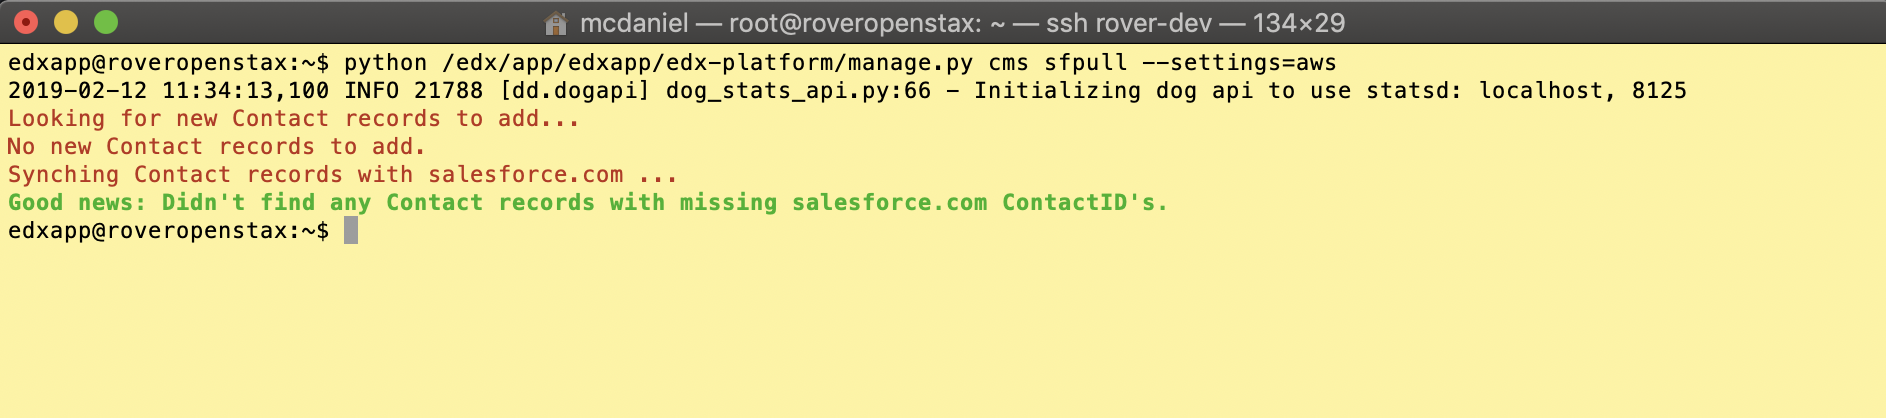 mcdaniel — root@roveropenstax: ~ — ssh rover-dev — 134×29
edxapp@roveropenstax:~$ python /edx/app/edxapp/edx-platform/manage.py cms sfpull --settings=aws
2019-02-12 11:34:13,100 INFO 21788 [dd.dogapi] dog_stats_api.py:66 - Initializing dog api to use statsd: localhost, 8125
Looking for new Contact records to add...
No new Contact records to add.
Synching Contact records with salesforce.com ...
Good news: Didn't find any Contact records with missing salesforce.com ContactID's.
edxapp@roveropenstax:~$